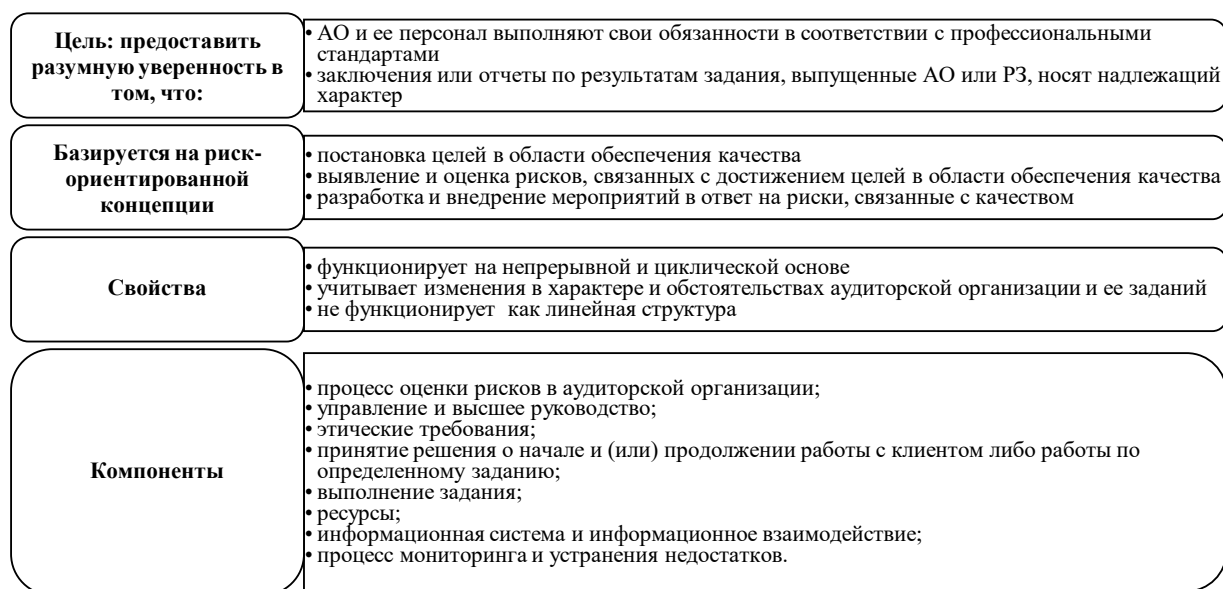 Цель: предоставить
разумную уверенность в
том, что:
• АО и ее персонал выполняют свои обязанности в соответствии с профессиональными
стандартами
• заключения или отчеты по результатам задания, выпущенные АО или РЗ, носят надлежащий
характер
Базируется на риск-
ориентированной
концепции
• постановка целей в области обеспечения качества
• выявление и оценка рисков, связанных с достижением целей в области обеспечения качества
• разработка и внедрение мероприятий в ответ на риски, связанные с качеством
Свойства
• функционирует на непрерывной и циклической основе
• учитывает изменения в характере и обстоятельствах аудиторской организации и ее заданий
• не функционирует как линейная структура
Компоненты
• процесс оценки рисков в аудиторской организации;
• управление и высшее руководство;
• этические требования;
• принятие решения о начале и (или) продолжении работы с клиентом либо работы по
определенному заданию;
• выполнение задания;
• ресурсы;
• информационная система и информационное взаимодействие;
• процесс мониторинга и устранения недостатков.